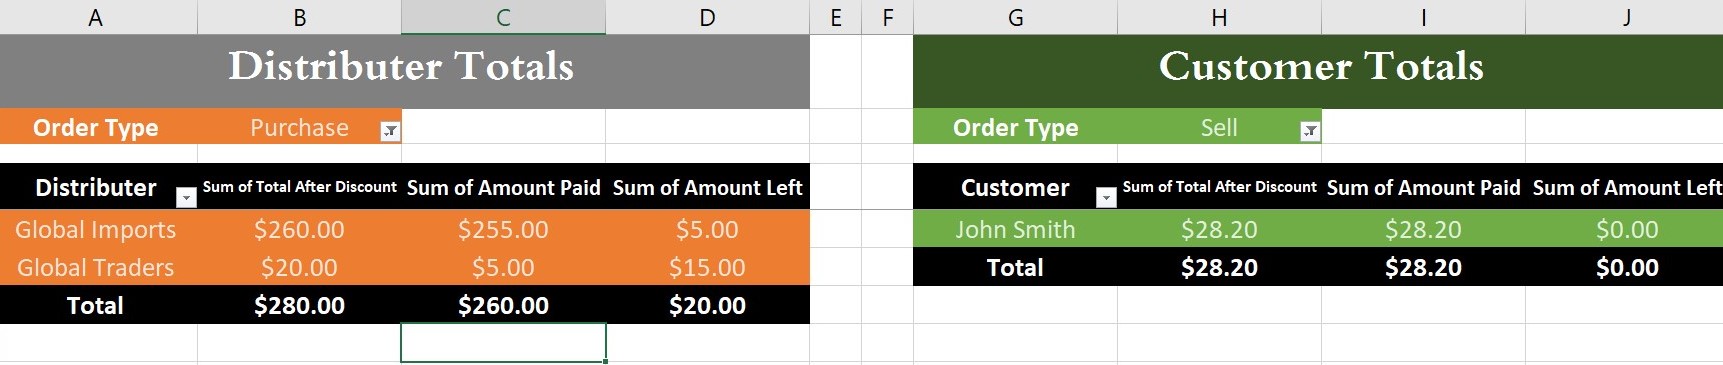 A B C D E F G H I J
Distributer Totals Customer Totals
Order Type Purchase Order Type Sell
Distributer Sum of Total After Discount Sum of Amount Paid Sum of Amount Left Customer Sum of Total After Discount Sum of Amount Paid Sum of Amount Left
Global Imports $260.00 $255.00 $5.00 John Smith $28.20 $28.20 $0.00
Global Traders $20.00 $5.00 $15.00 Total $28.20 $28.20 $0.00
Total $280.00 $260.00 $20.00